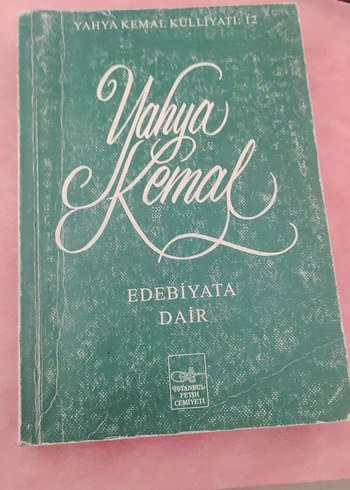 YAHYA KEMAL KÜLLİYATI: 12
Yahya
Kemal
EDEBİYATA
DAİR
İSTANBUL
FETİH
CEMİYETİ